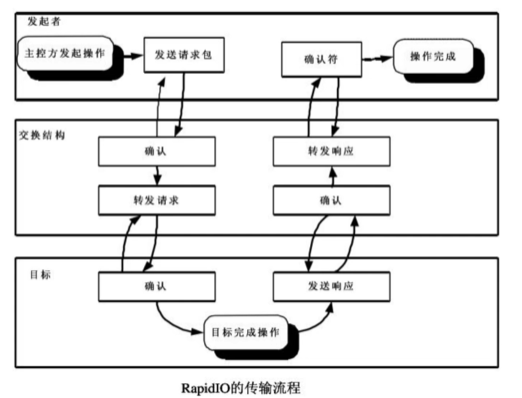 发起者
主控方发起操作
发送请求包
确认符
操作完成
交换结构
确认
转发响应
转发请求
确认
目标
确认
发送响应
目标完成操作
RapidIO的传输流程